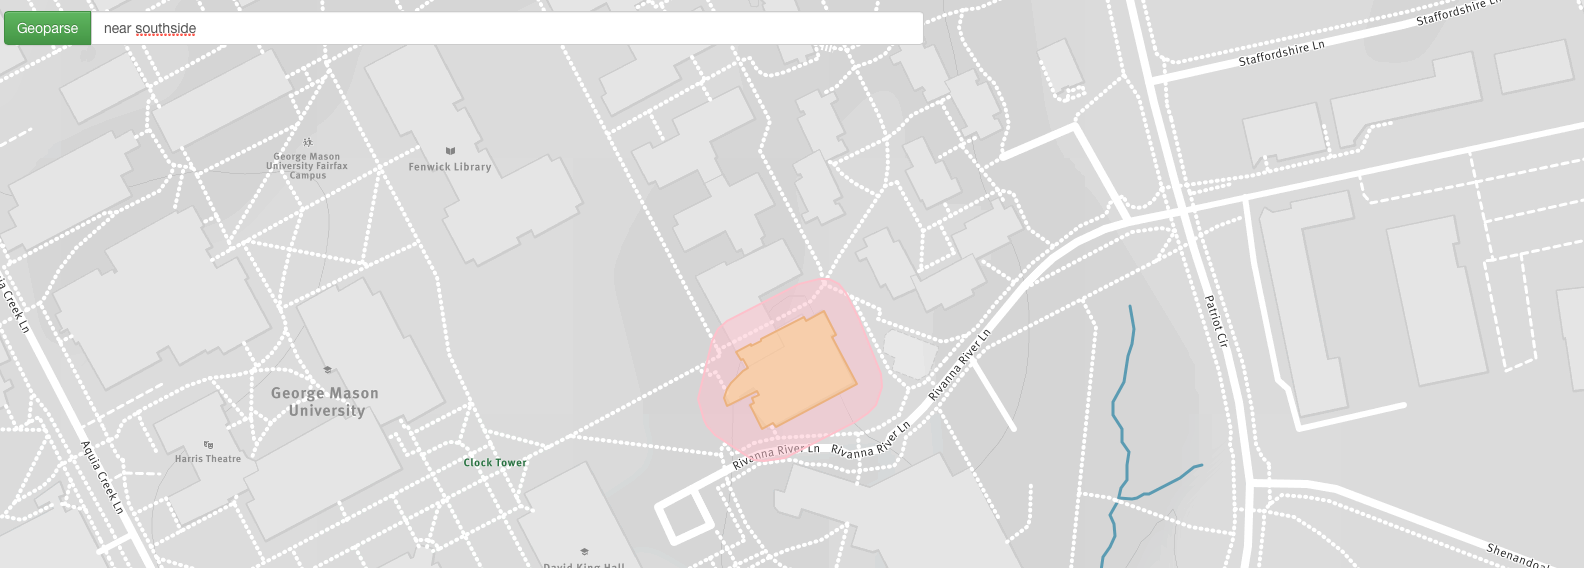 Geoparse
near southside
Staffordshire Ln
Staffordshire Ln
George Mason
University Fairfax
Campus
Fenwick Library
Aquia Creek Ln
George Mason
University
Harris Theatre
Aquia Creek Ln
Clock Tower
Rivanna River Ln
Rivanna River Ln
Rivanna River Ln
Patriot Cir
David King Hall
Shenandoa